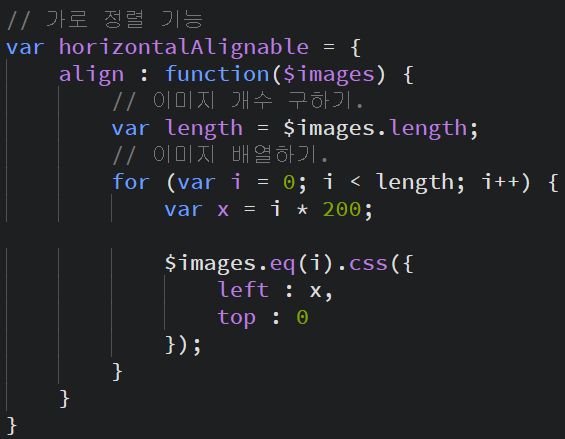 // 가로 정렬 기능
var horizontalAlignable = {
    align : function($images) {
        // 이미지 개수 구하기.
        var length = $images.length;
        // 이미지 배열하기.
        for (var i = 0; i < length; i++) {
            var x = i * 200;

            $images.eq(i).css({
                left : x,
                top : 0
            });
        }
    }
}